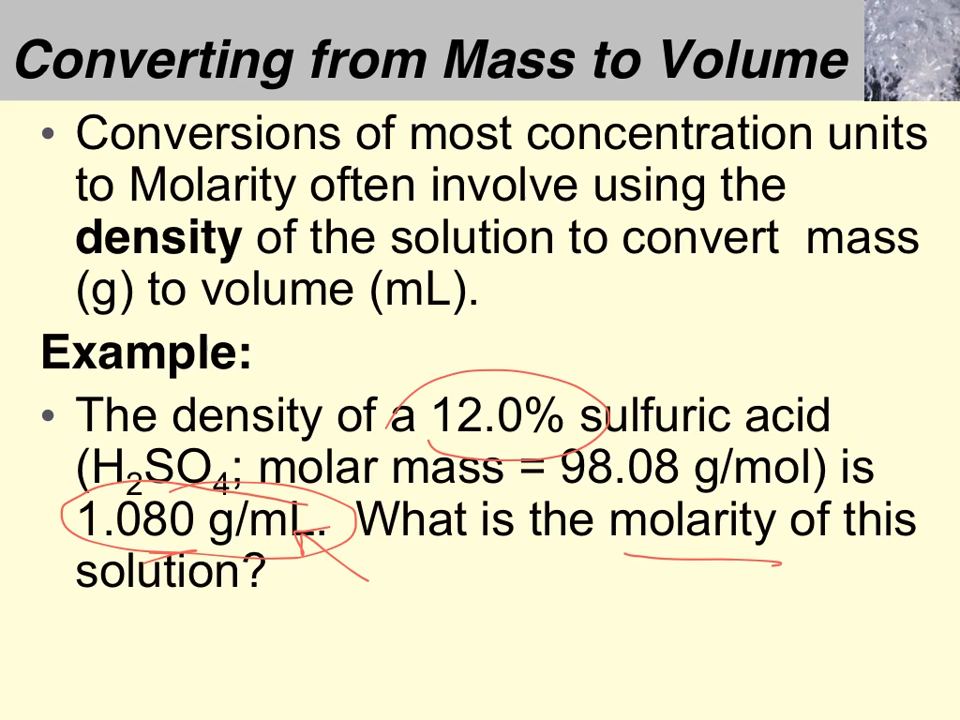 Converting from Mass to Volume
• Conversions of most concentration units
to Molarity often involve using the
density of the solution to convert  mass
(g) to volume (mL).
Example:
• The density of a 12.0% sulfuric acid
(H₂SO₄; molar mass = 98.08 g/mol) is
1.080 g/mL.  What is the molarity of this
solution?